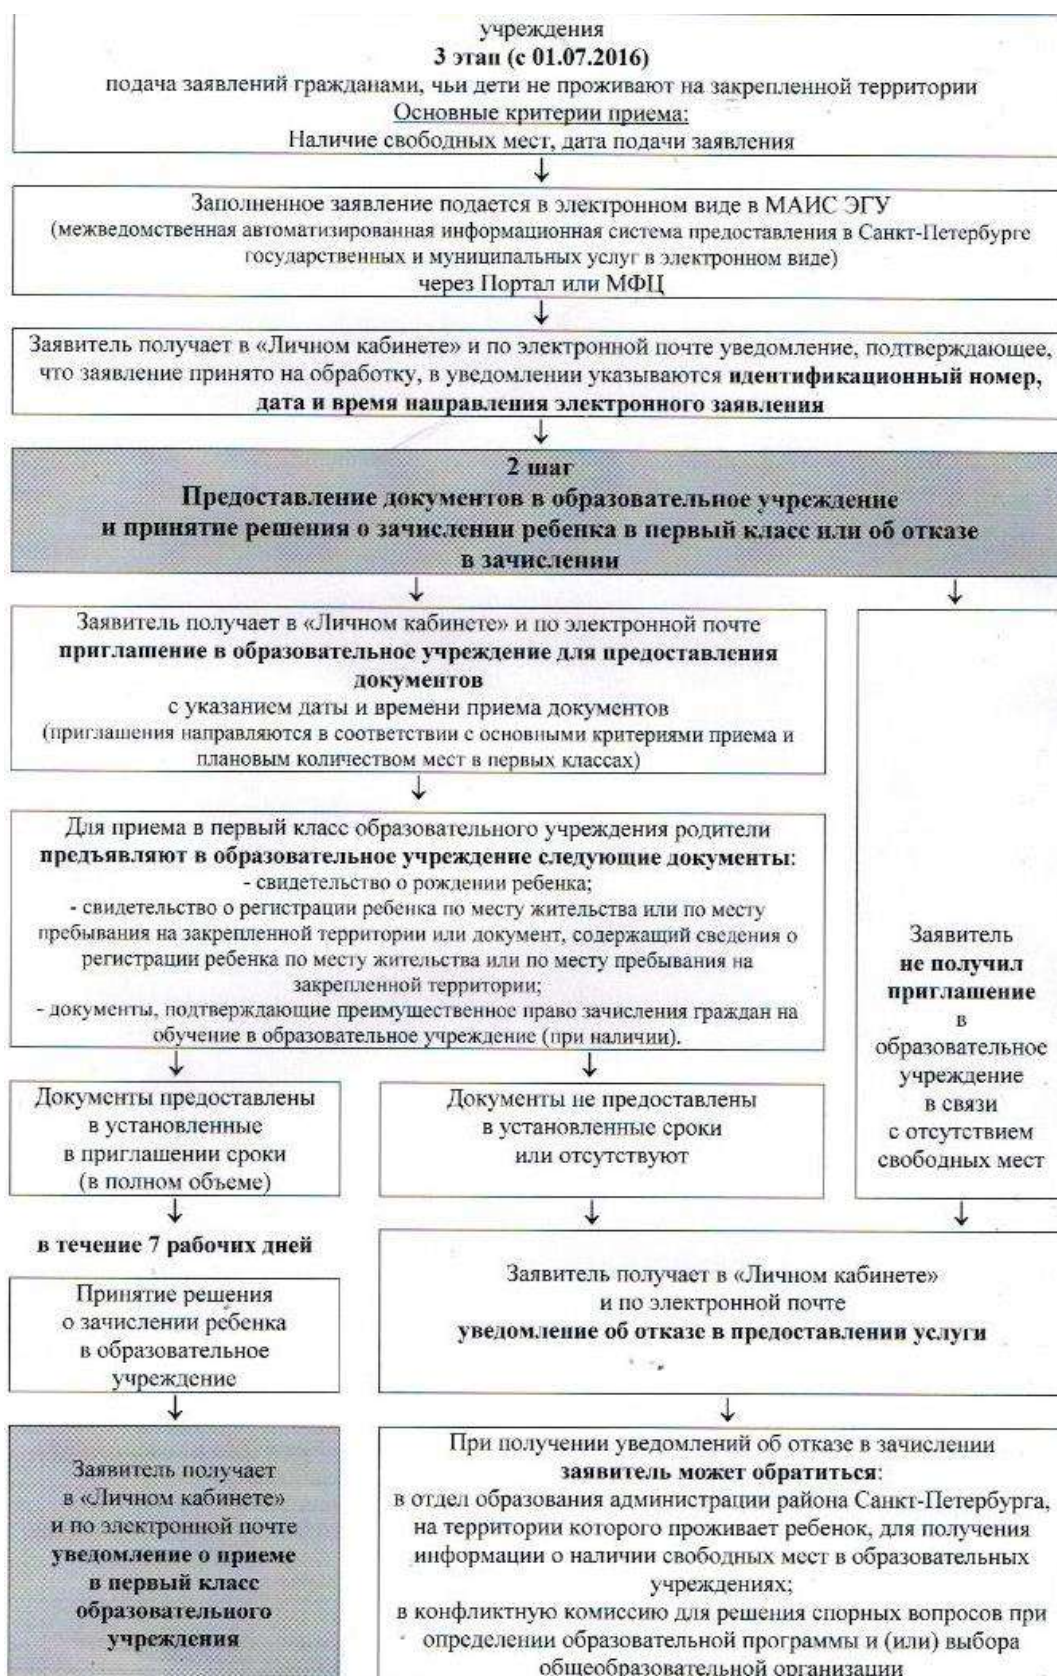 учреждения
3 этап (с 01.07.2016)
подача заявлений гражданами, чьи дети не проживают на закрепленной территории
Основные критерии приема:
Наличие свободных мест, дата подачи заявления
Заполненное заявление подается в электронном виде в МАИС ЭГУ
(межведомственная автоматизированная информационная система предоставления в Санкт-Петербурге
государственных и муниципальных услуг в электронном виде)
через Портал или МФЦ
Заявитель получает в «Личном кабинете» и по электронной почте уведомление, подтверждающее,
что заявление принято на обработку, в уведомлении указываются идентификационный номер,
дата и время направления электронного заявления
2 шаг
Предоставление документов в образовательное учреждение
и принятие решения о зачислении ребенка в первый класс или об отказе
в зачислении
Заявитель получает в «Личном кабинете» и по электронной почте
приглашение в образовательное учреждение для предоставления
документов
с указанием даты и времени приема документов
(приглашения направляются в соответствии с основными критериями приема и
плановым количеством мест в первых классах)
Для приема в первый класс образовательного учреждения родители
предъявляют в образовательное учреждение следующие документы:
- свидетельство о рождении ребенка;
- свидетельство о регистрации ребенка по месту жительства или по месту
пребывания на закрепленной территории или документ, содержащий сведения о
регистрации ребенка по месту жительства или по месту пребывания на
закрепленной территории;
- документы, подтверждающие преимущественное право зачисления граждан на
обучение в образовательное учреждение (при наличии).
Заявитель
не получил
приглашение
в
образовательное
учреждение
в связи
с отсутствием
свободных мест
Документы предоставлены
в установленные
в приглашении сроки
(в полном объеме)
Документы не предоставлены
в установленные сроки
или отсутствуют
в течение 7 рабочих дней
Принятие решения
о зачислении ребенка
в образовательное
учреждение
Заявитель получает в «Личном кабинете»
и по электронной почте
уведомление об отказе в предоставлении услуги
Заявитель получает
в «Личном кабинете»
и по электронной почте
уведомление о приеме
в первый класс
образовательного
учреждения
При получении уведомлений об отказе в зачислении
заявитель может обратиться:
в отдел образования администрации района Санкт-Петербурга,
на территории которого проживает ребенок, для получения
информации о наличии свободных мест в образовательных
учреждениях;
в конфликтную комиссию для решения спорных вопросов при
определении образовательной программы и (или) выбора
общеобразовательной организации